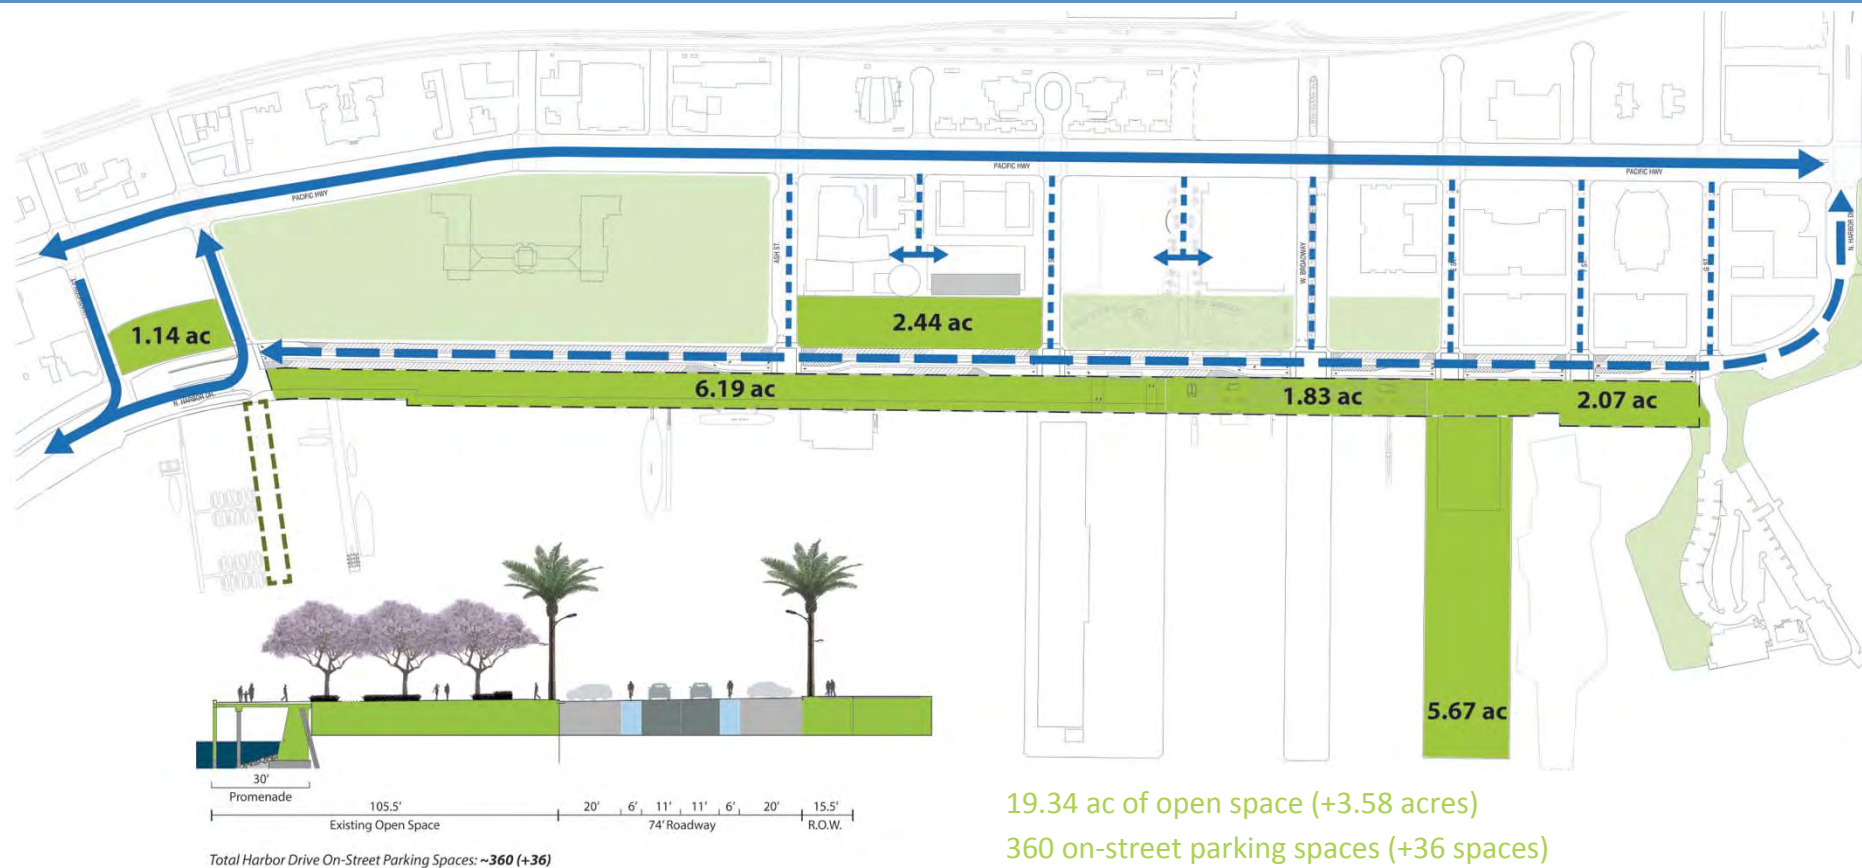 PACIFIC HWY
PACIFIC HWY
PACIFIC HWY
ASH ST.
W. BROADWAY
G ST.
N. HARBOR DR.
1.14 ac
2.44 ac
6.19 ac
1.83 ac
2.07 ac
N. HARBOR DR.
5.67 ac
30'
Promenade
105.5'
20'
6'
11'
11'
6'
20'
15.5'
Existing Open Space
74' Roadway
R.O.W.
Total Harbor Drive On-Street Parking Spaces: ~360 (+36)
19.34 ac of open space (+3.58 acres)
360 on-street parking spaces (+36 spaces)